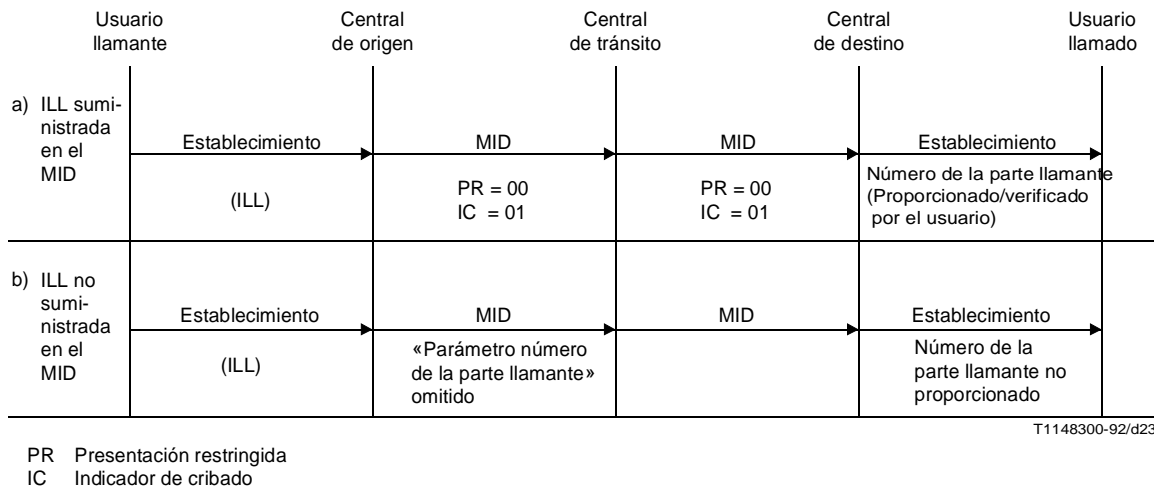 Usuario
llamante
Central
de origen
Central
de tránsito
Central
de destino
Usuario
llamado
a) ILL sumi-
nistrada
en el
MID
Establecimiento
(ILL)
MID
PR = 00
IC = 01
MID
PR = 00
IC = 01
Establecimiento
Número de la parte llamante
(Proporcionado/verificado
por el usuario)
b) ILL no
sumi-
nistrada
en el
MID
Establecimiento
(ILL)
MID
«Parámetro número
de la parte llamante»
omitido
MID
Establecimiento
Número de la
parte llamante no
proporcionado
T1148300-92/d23
PR Presentación restringida
IC Indicador de cribado